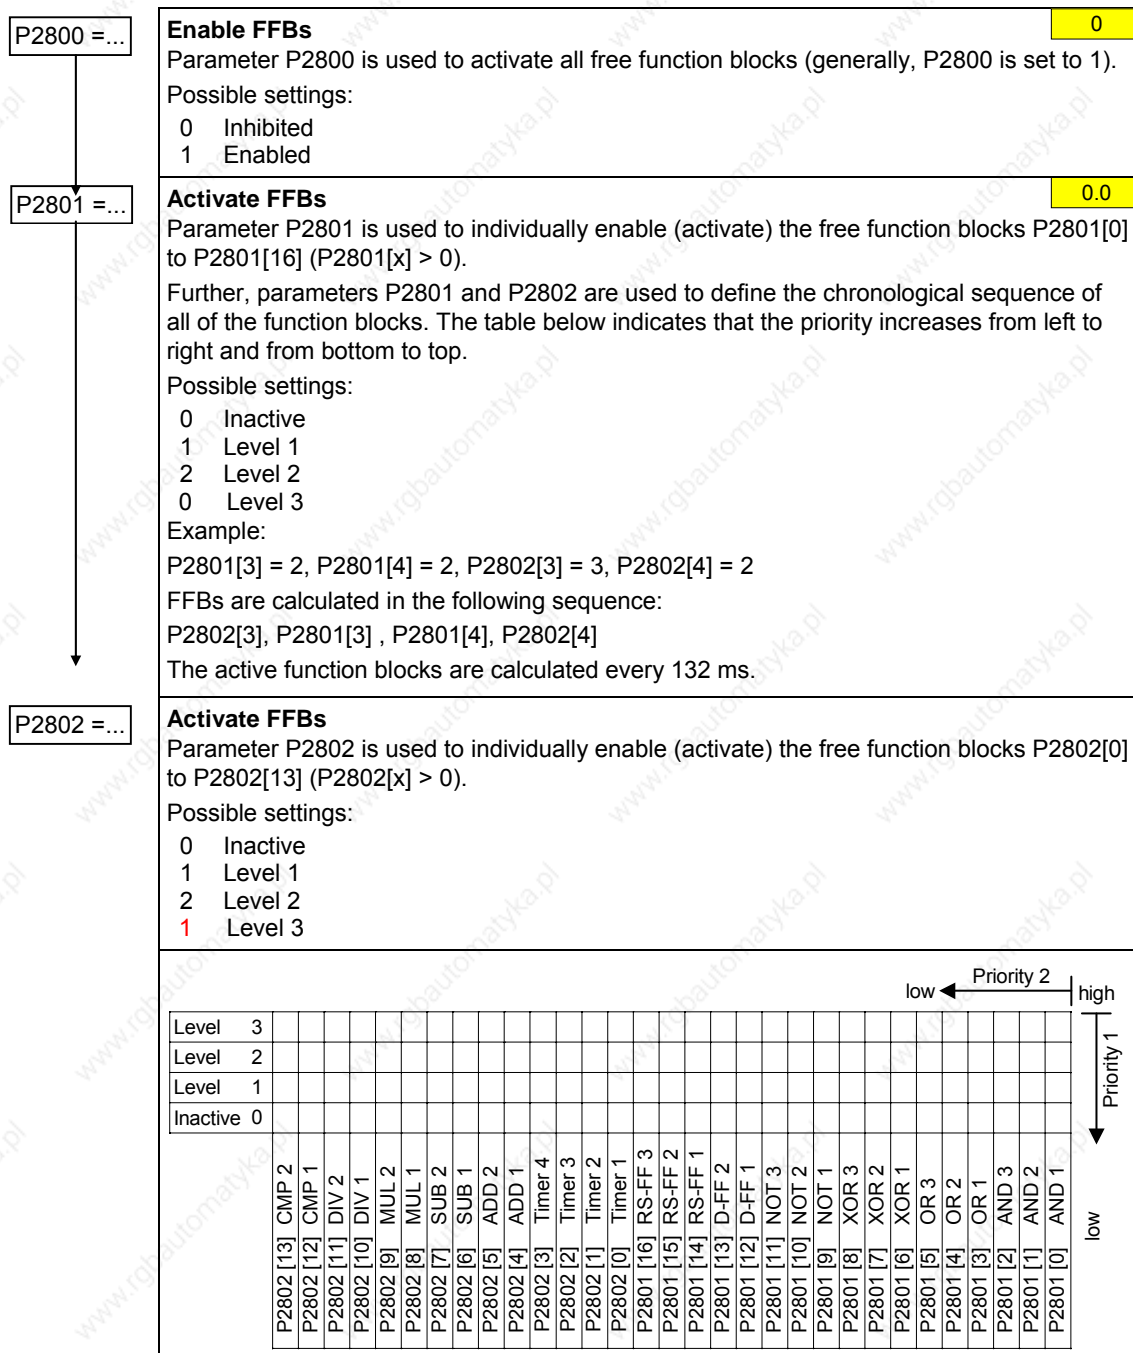 P2800 =...
Enable FFBs
0
Parameter P2800 is used to activate all free function blocks (generally, P2800 is set to 1).
Possible settings:
0 Inhibited
1 Enabled
P2801 =...
Activate FFBs
0.0
Parameter P2801 is used to individually enable (activate) the free function blocks P2801[0]
to P2801[16] (P2801[x] > 0).
Further, parameters P2801 and P2802 are used to define the chronological sequence of
all of the function blocks. The table below indicates that the priority increases from left to
right and from bottom to top.
Possible settings:
0 Inactive
1 Level 1
2 Level 2
0 Level 3
Example:
P2801[3] = 2, P2801[4] = 2, P2802[3] = 3, P2802[4] = 2
FFBs are calculated in the following sequence:
P2802[3], P2801[3] , P2801[4], P2802[4]
The active function blocks are calculated every 132 ms.
P2802 =...
Activate FFBs
Parameter P2802 is used to individually enable (activate) the free function blocks P2802[0]
to P2802[13] (P2802[x] > 0).
Possible settings:
0 Inactive
1 Level 1
2 Level 2
1 Level 3
low Priority 2 high
Level 3
Level 2
Level 1
Inactive 0
Priority 1
low
P2802 [13] CMP 2
P2802 [12] CMP 1
P2802 [11] DIV 2
P2802 [10] DIV 1
P2802 [9] MUL 2
P2802 [8] MUL 1
P2802 [7] SUB 2
P2802 [6] SUB 1
P2802 [5] ADD 2
P2802 [4] ADD 1
P2802 [3] Timer 4
P2802 [2] Timer 3
P2802 [1] Timer 2
P2802 [0] Timer 1
P2801 [16] RS-FF 3
P2801 [15] RS-FF 2
P2801 [14] RS-FF 1
P2801 [13] D-FF 2
P2801 [12] D-FF 1
P2801 [11] NOT 3
P2801 [10] NOT 2
P2801 [9] NOT 1
P2801 [8] XOR 3
P2801 [7] XOR 2
P2801 [6] XOR 1
P2801 [5] OR 3
P2801 [4] OR 2
P2801 [3] OR 1
P2801 [2] AND 3
P2801 [1] AND 2
P2801 [0] AND 1
www.rgbautomatyka.pl